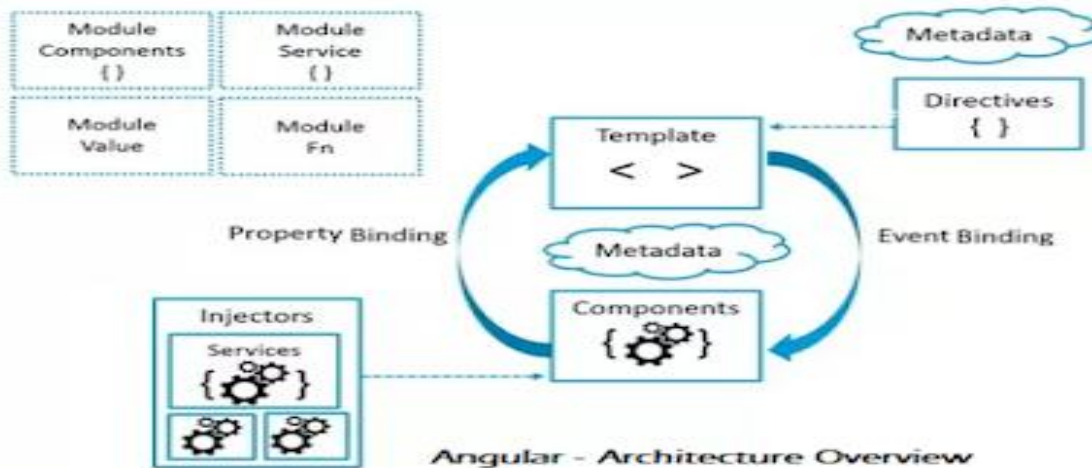 Module
Components
{ }
Module
Service
{ }
Module
Value
Module
Fn
Metadata
Directives
{ }
Template
< >
Property Binding
Metadata
Event Binding
Injectors
Services
{ }
Components
{ }
Angular - Architecture Overview